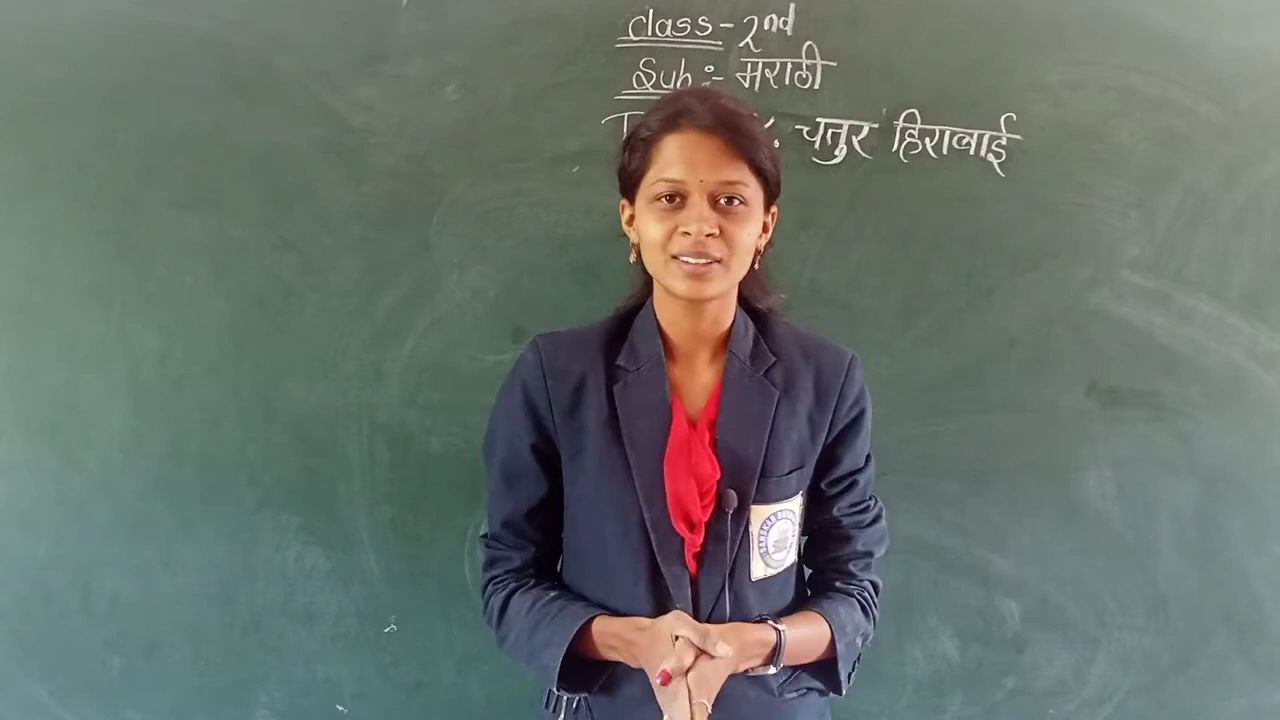 Class - 2nd
Sub :- मराठी
चतुर हिराबाई